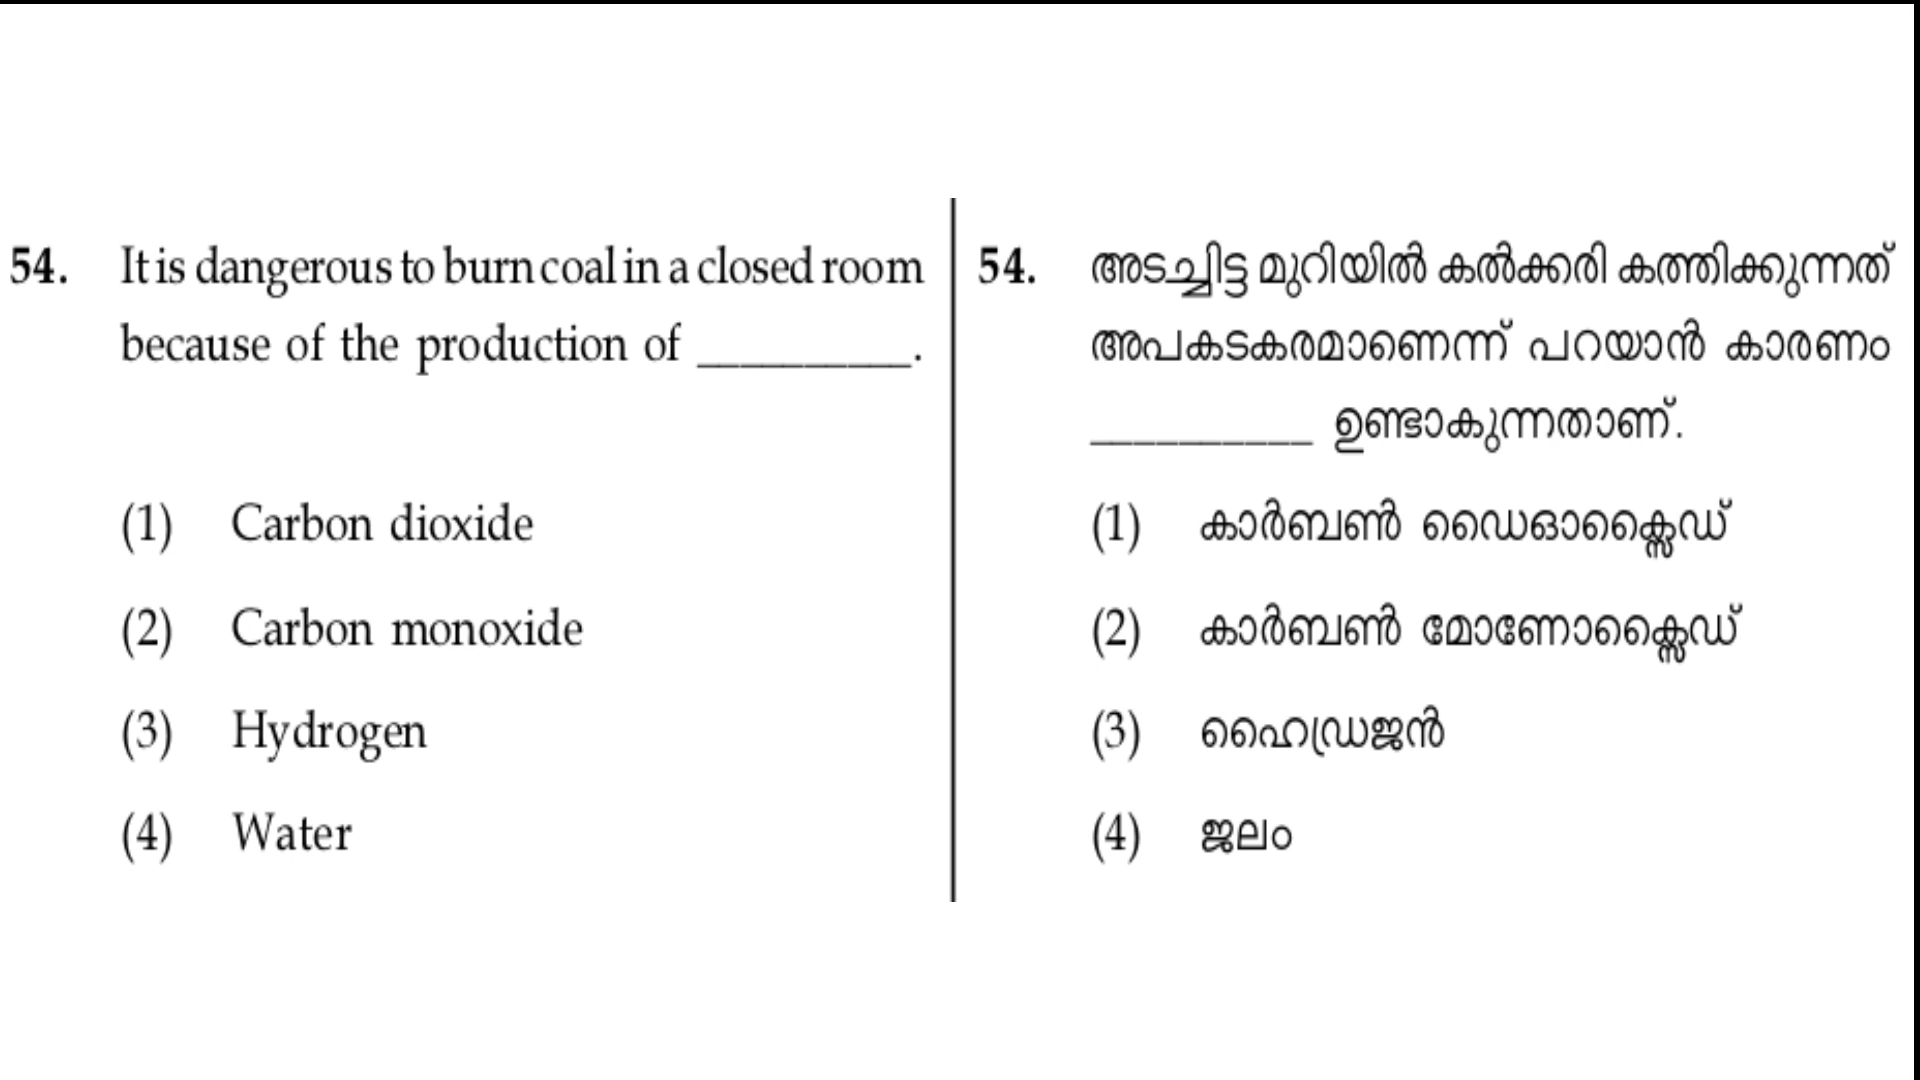 54. It is dangerous to burn coal in a closed room
because of the production of __________.
(1) Carbon dioxide
(2) Carbon monoxide
(3) Hydrogen
(4) Water
54. അടച്ചിട്ട മുറിയിൽ കൽക്കരി കത്തിക്കുന്നത്
അപകടകരമാണെന്ന് പറയാൻ കാരണം
__________ ഉണ്ടാകുന്നതാണ്.
(1) കാർബൺ ഡൈഓക്സൈഡ്
(2) കാർബൺ മോണോക്സൈഡ്
(3) ഹൈഡ്രജൻ
(4) ജലം